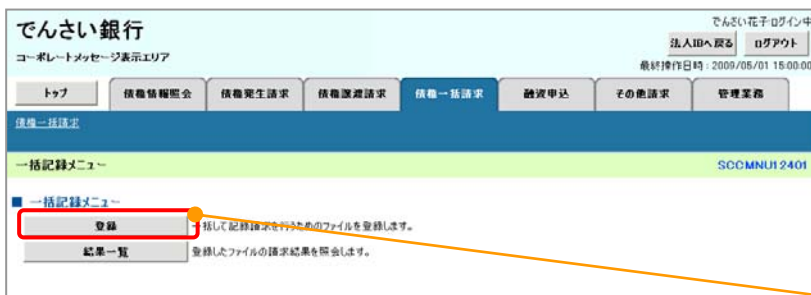 でんさい銀行
でんさい花子ログイン中
法人IBへ戻る ログアウト
コーポレートメッセージ表示エリア
最終操作日時：2009/05/01 15:00:00
トップ 債権情報照会 債権発生請求 債権譲渡請求 債権一括請求 融資申込 その他請求 管理業務
債権一括請求
一括記録メニュー SCCMNU12401
■ 一括記録メニュー
登録 一括して記録請求を行うためのファイルを登録します。
結果一覧 登録したファイルの請求結果を照会します。